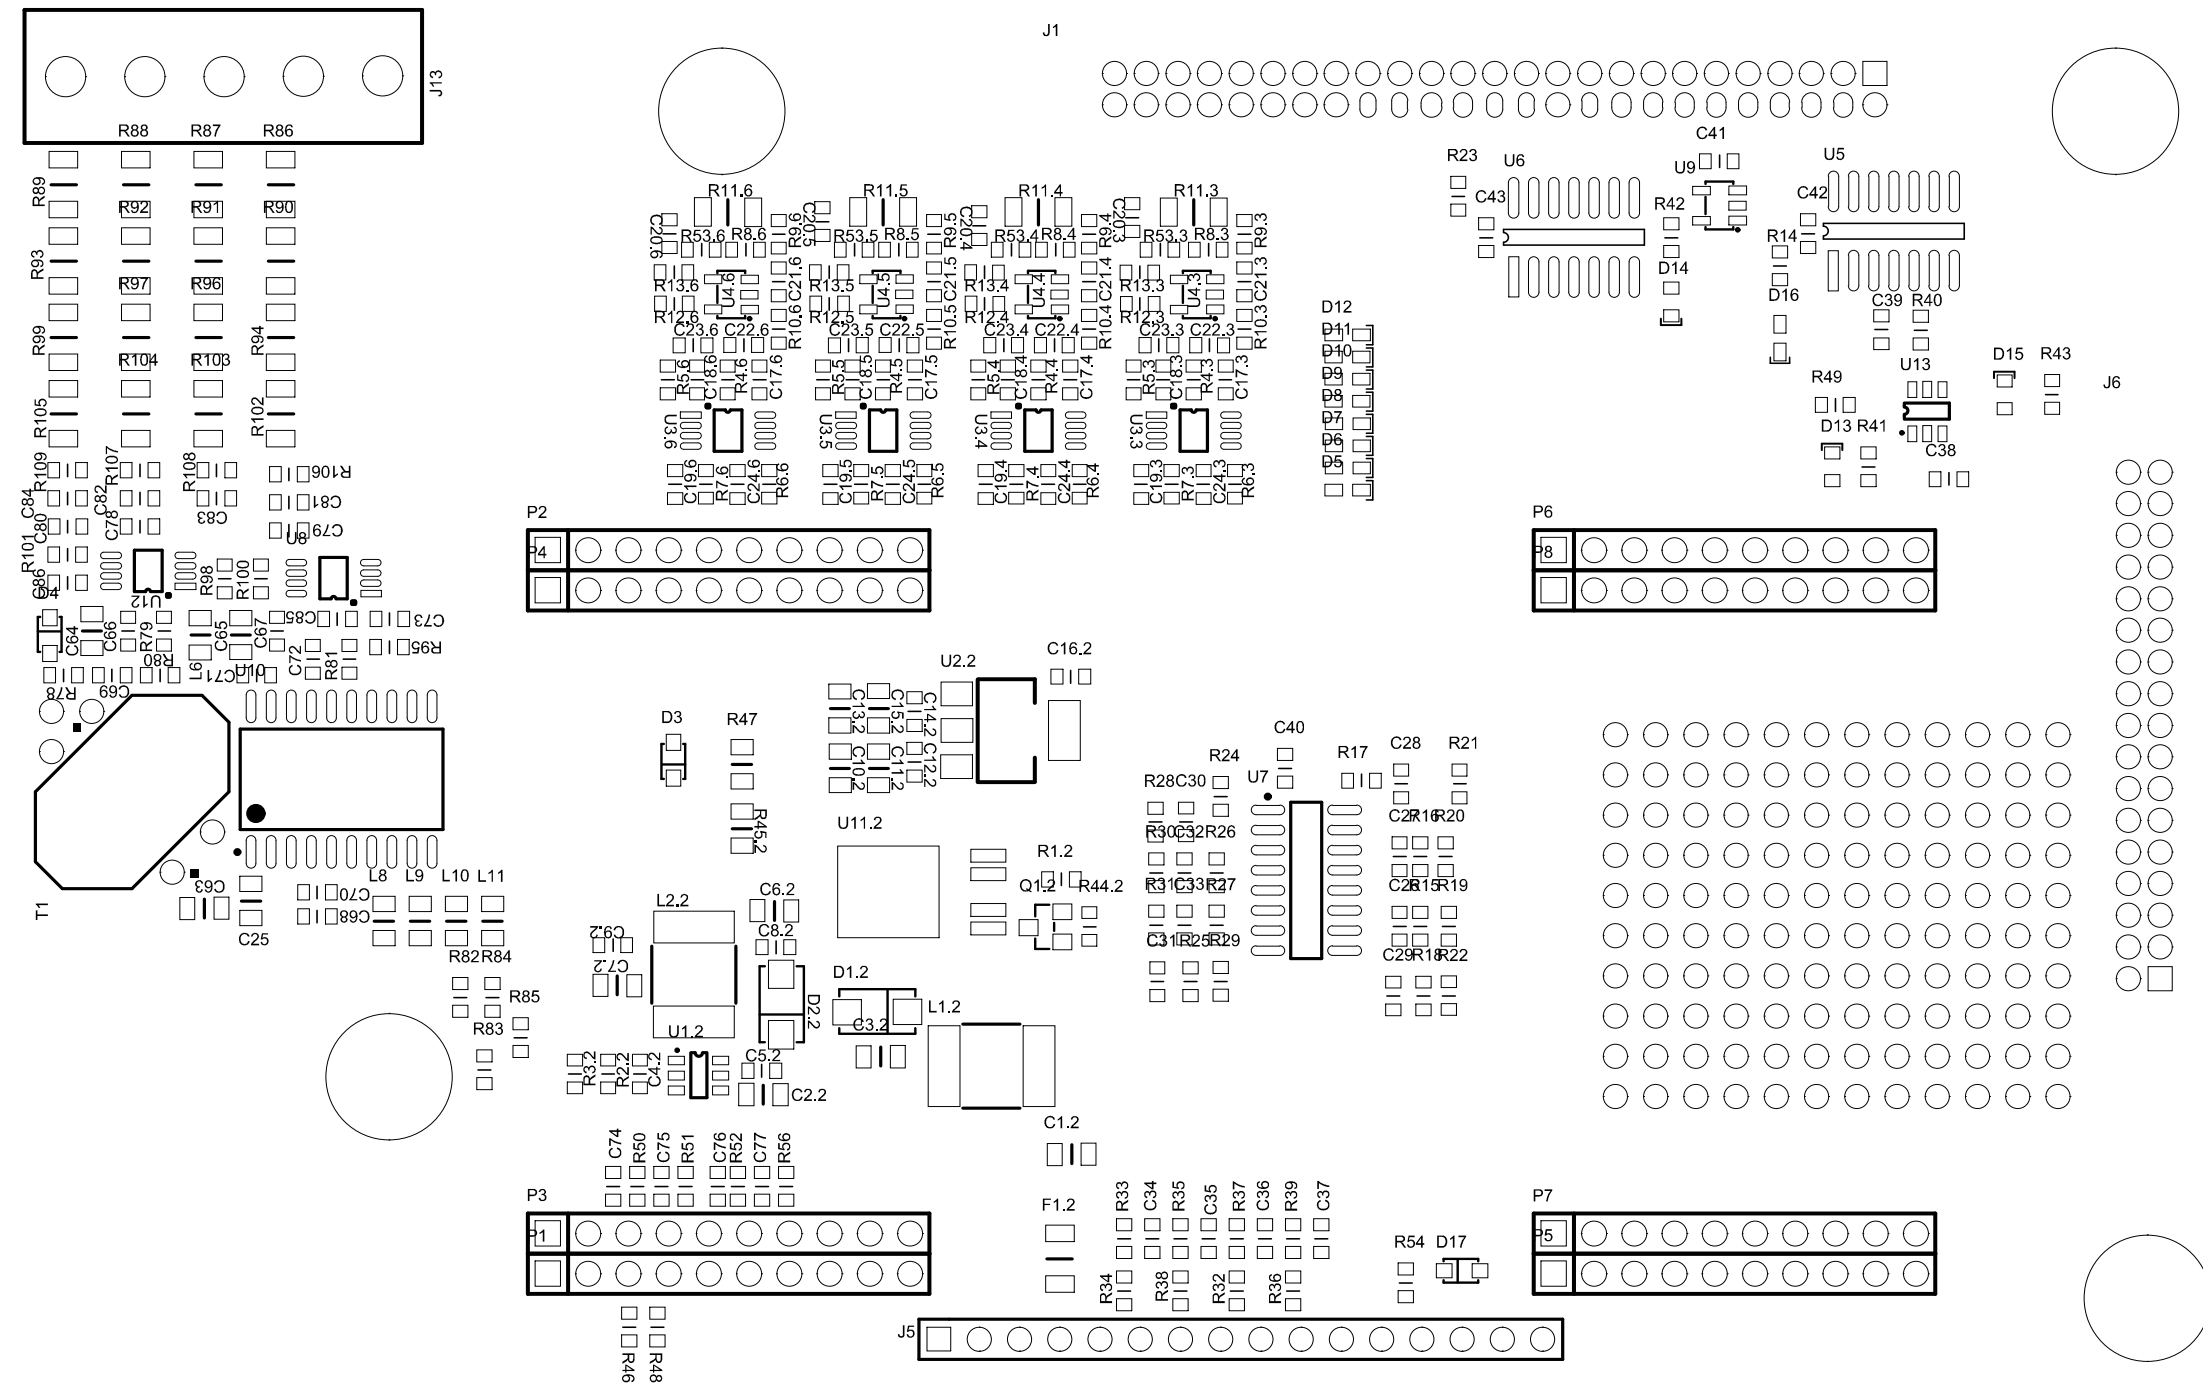 J1
J13
R88 R87 R86
C41
R23 U6 U9 U5
R89 R92 R91 R90
R11.6 R11.5 R11.4 R11.3
C43 R42 C42
C20.6 C20.5 C20.4 C20.3
R9.6 R9.5 R9.4 R9.3
R53.6 R8.6 R53.5 R8.5 R53.4 R8.4 R53.3 R8.3
R14
R93 R97 R96
R13.6 U4.6 C21.6 R13.5 U4.5 C21.5 R13.4 U4.4 C21.4 R13.3 U4.3 C21.3
D14 D16
R12.6 R12.5 R12.4 R12.3
C39 R40
R99 R94
C23.6 C22.6 R10.6 C23.5 C22.5 R10.5 C23.4 C22.4 R10.4 C23.3 C22.3 R10.3
D12
D11
D10
D9
D8
D7
D6
D5
R104 R103
U13 D15 R43
J6
R5.6 C18.6 R4.6 C17.6 R5.5 C18.5 R4.5 C17.5 R5.4 C18.4 R4.4 C17.4 R5.3 C18.3 R4.3 C17.3
R49
R105 R102
U3.6 U3.5 U3.4 U3.3
D13 R41
C38
R109 R107 R108 R106
C19.6 R7.6 C24.6 R6.6 C19.5 R7.5 C24.5 R6.5 C19.4 R7.4 C24.4 R6.4 C19.3 R7.3 C24.3 R6.3
C84 C82 C81
C80 C78 C83 C79
P2 P6
R101 U8
P4 P8
C86 R98 R100
D4 U12
C64 C66 R79 C65 C67 C85 C73
R80 L6 U10 C72 R81 R95
R78 C69 C71
U2.2 C16.2
D3 R47 C13.2 C15.2 C14.2
C10.2 C11.2 C12.2
C40 R24 U7 R17 C28 R21
R28 C30
R45.2 U11.2
R30 C32 R26 C27 R16 R20
R1.2
T1 C63 C70 L8 L9 L10 L11
C68
L2.2 C6.2 Q1.2 R44.2
R31 C33 R27 C26 R15 R19
C25
C9.2 C8.2
C31 R25 R29 C29 R18 R22
R82 R84
C7.2 D1.2
R85 D2.2 L1.2
R83 U1.2 C3.2
R3.2 R2.2 C4.2 C5.2
C2.2
C1.2
C74 R50 C75 R51 C76 R52 C77 R56
P3 F1.2 R33 C34 R35 C35 R37 C36 R39 C37 P7
P1 P5
R54 D17
R34 R38 R32 R36
J5
R46 R48